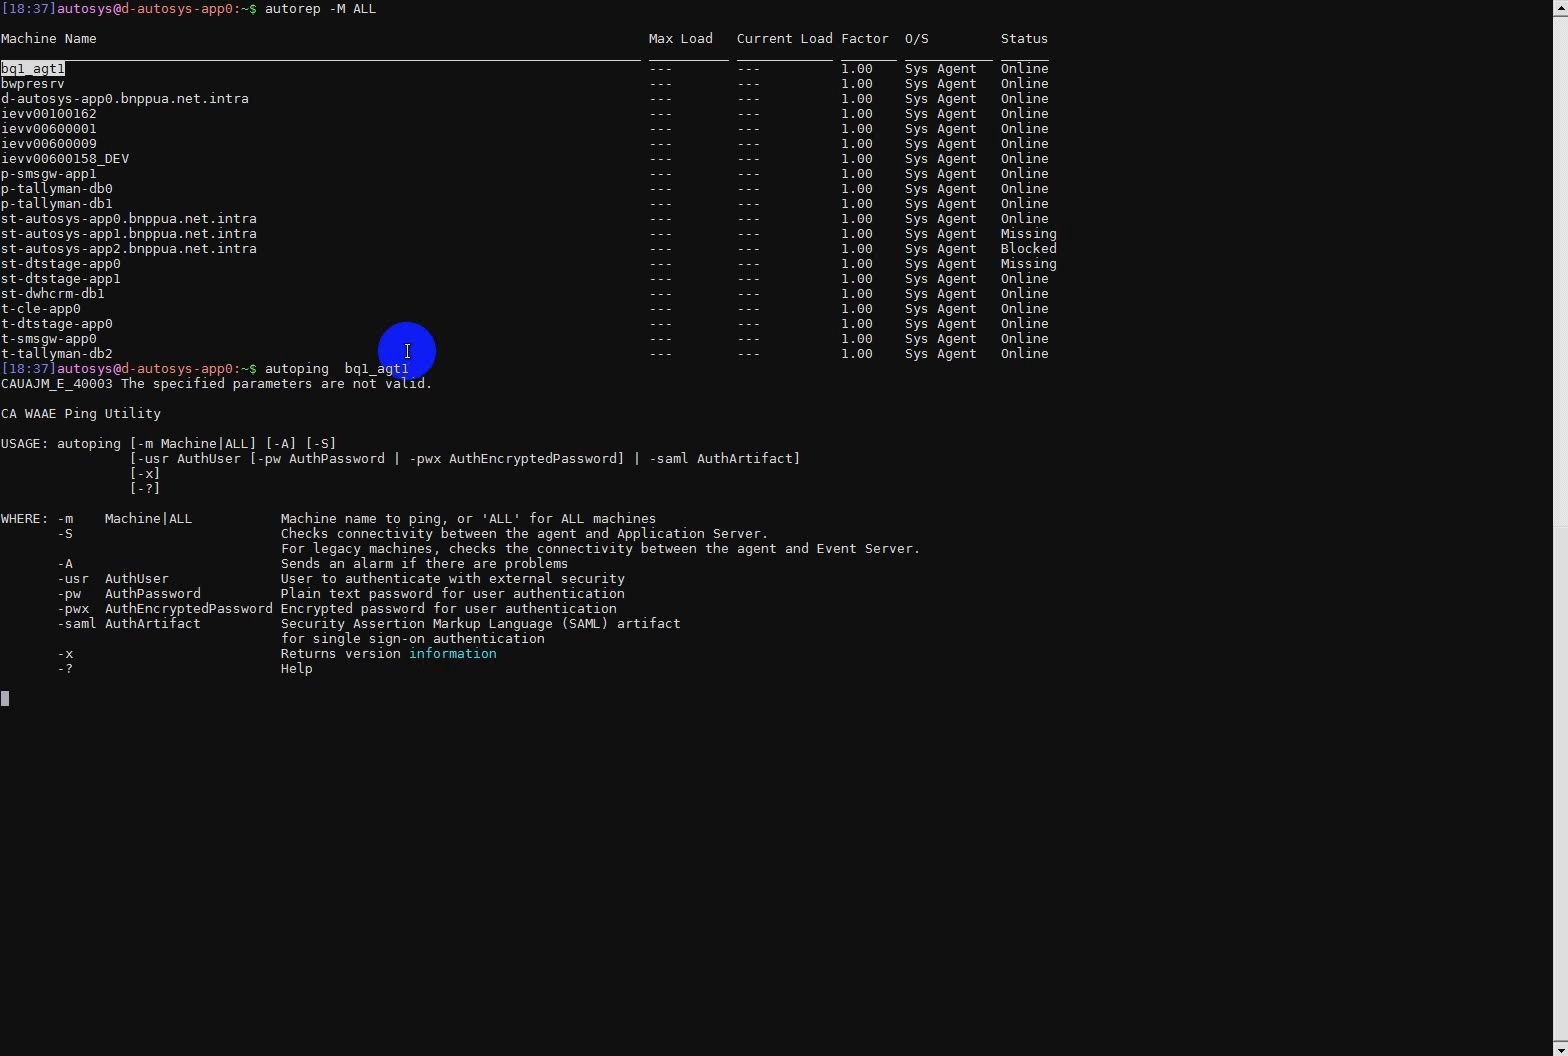 [18:37]autosys@d-autosys-app0:~$ autorep -M ALL
Machine Name Max Load Current Load Factor O/S Status
bq1_agt1 --- --- 1.00 Sys Agent Online
bwpresrv --- --- 1.00 Sys Agent Online
d-autosys-app0.bnppua.net.intra --- --- 1.00 Sys Agent Online
ievv00100162 --- --- 1.00 Sys Agent Online
ievv00600001 --- --- 1.00 Sys Agent Online
ievv00600009 --- --- 1.00 Sys Agent Online
ievv00600158_DEV --- --- 1.00 Sys Agent Online
p-smsgw-app1 --- --- 1.00 Sys Agent Online
p-tallyman-db0 --- --- 1.00 Sys Agent Online
p-tallyman-db1 --- --- 1.00 Sys Agent Online
st-autosys-app0.bnppua.net.intra --- --- 1.00 Sys Agent Online
st-autosys-app1.bnppua.net.intra --- --- 1.00 Sys Agent Missing
st-autosys-app2.bnppua.net.intra --- --- 1.00 Sys Agent Blocked
st-dtstage-app0 --- --- 1.00 Sys Agent Missing
st-dtstage-app1 --- --- 1.00 Sys Agent Online
st-dwhcrm-db1 --- --- 1.00 Sys Agent Online
t-cle-app0 --- --- 1.00 Sys Agent Online
t-dtstage-app0 --- --- 1.00 Sys Agent Online
t-smsgw-app0 --- --- 1.00 Sys Agent Online
t-tallyman-db2 --- --- 1.00 Sys Agent Online
[18:37]autosys@d-autosys-app0:~$ autoping  bq1_agt1
CAUAJM_E_40003 The specified parameters are not valid.
CA WAAE Ping Utility
USAGE: autoping [-m Machine|ALL] [-A] [-S]
[-usr AuthUser [-pw AuthPassword | -pwx AuthEncryptedPassword] | -saml AuthArtifact]
[-x]
[-?]
WHERE: -m Machine|ALL Machine name to ping, or 'ALL' for ALL machines
-S Checks connectivity between the agent and Application Server.
For legacy machines, checks the connectivity between the agent and Event Server.
-A Sends an alarm if there are problems
-usr AuthUser User to authenticate with external security
-pw AuthPassword Plain text password for user authentication
-pwx AuthEncryptedPassword Encrypted password for user authentication
-saml AuthArtifact Security Assertion Markup Language (SAML) artifact
for single sign-on authentication
-x Returns version information
-? Help